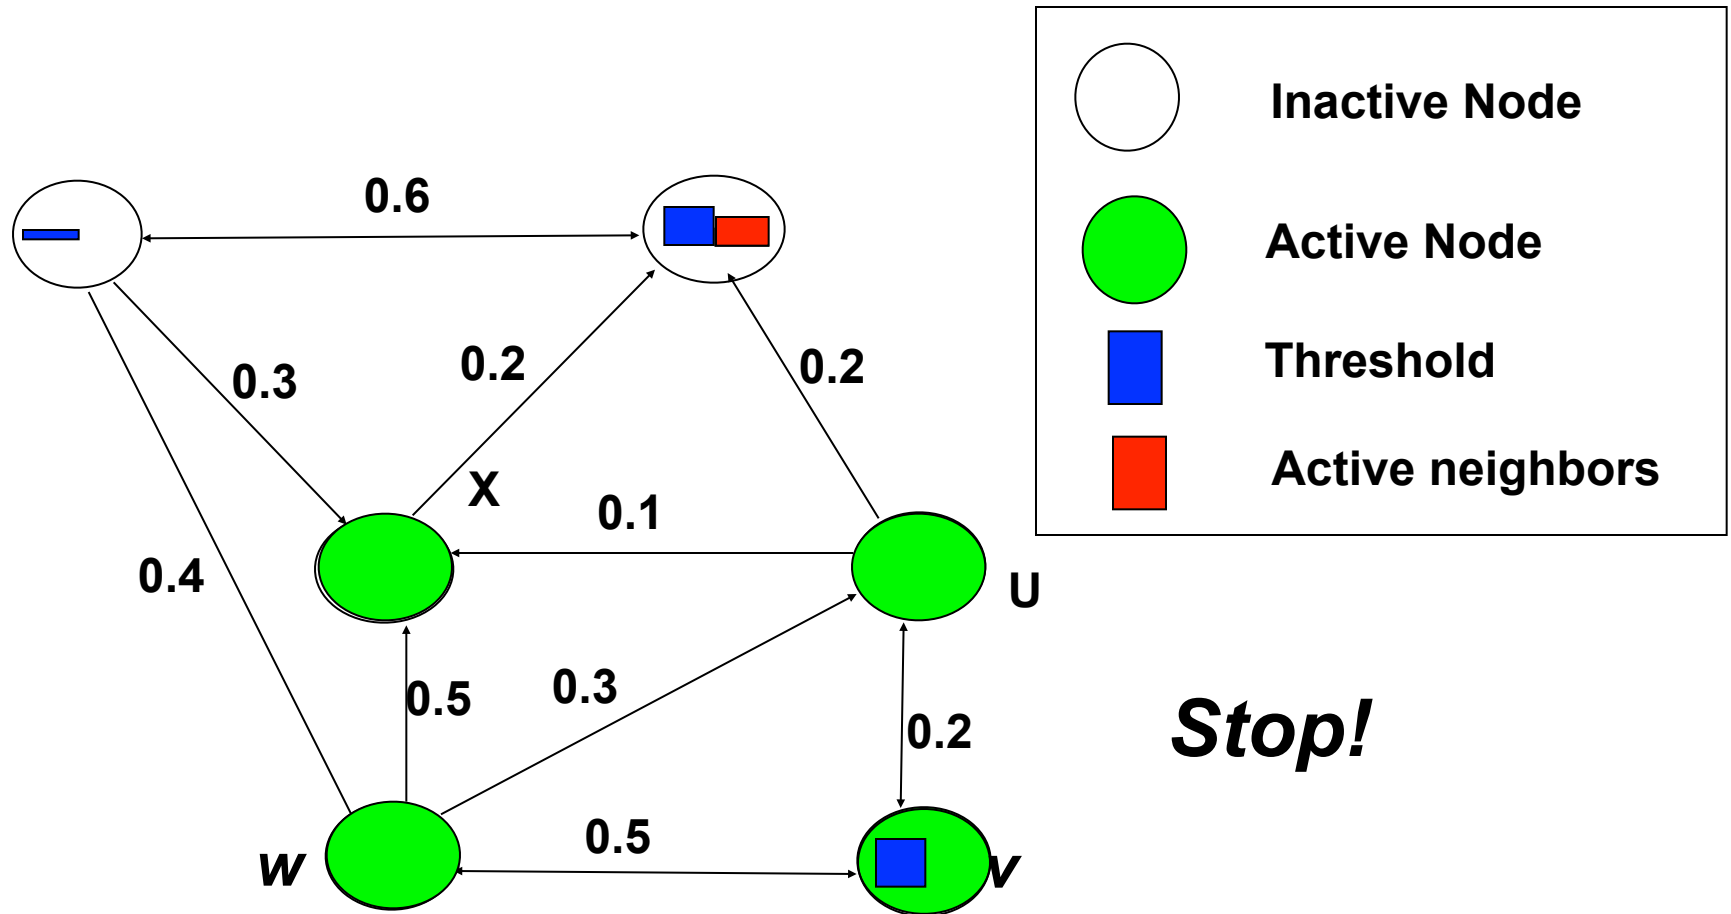 Inactive Node
Active Node
Threshold
Active neighbors
0.6
0.2
0.2
0.3
X
0.1
0.4
U
0.5
0.3
0.2
Stop!
0.5
w
v